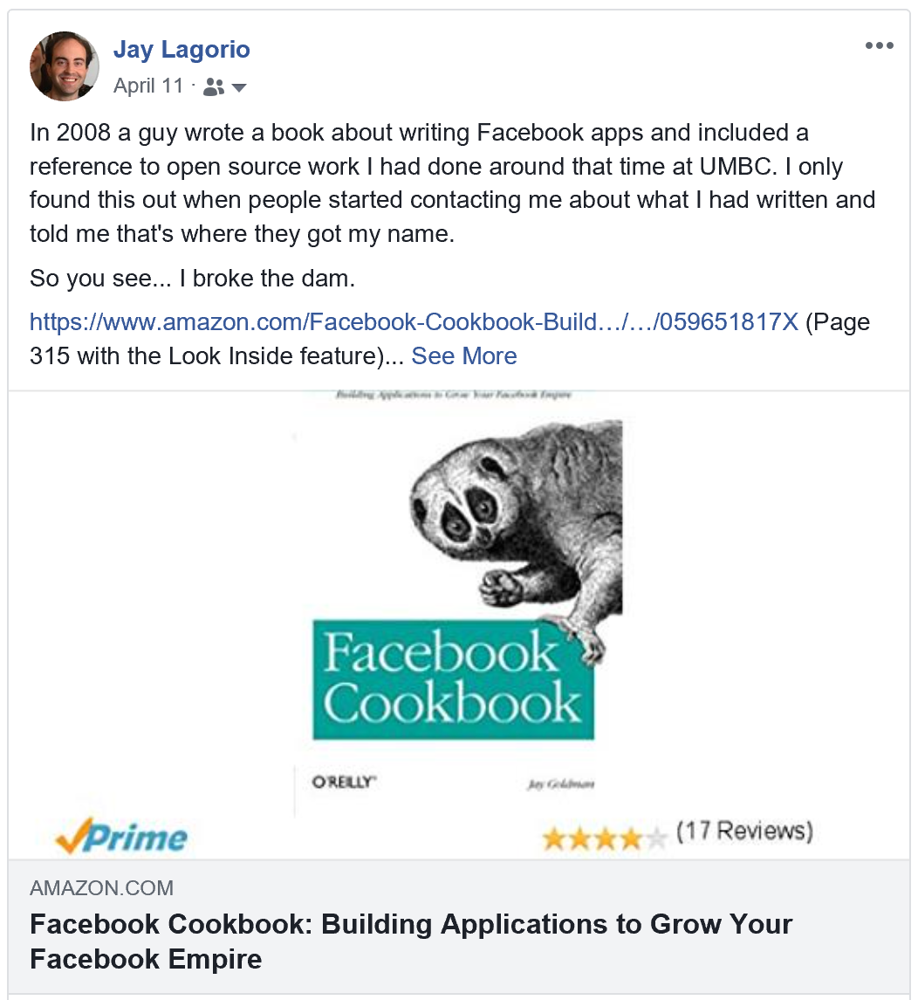 Jay Lagorio
April 11 ·
In 2008 a guy wrote a book about writing Facebook apps and included a
reference to open source work I had done around that time at UMBC. I only
found this out when people started contacting me about what I had written and
told me that's where they got my name.
So you see... I broke the dam.
https://www.amazon.com/Facebook-Cookbook-Build…/…/059651817X (Page
315 with the Look Inside feature)... See More
Building Applications to Grow Your Facebook Empire
Facebook
Cookbook
O'REILLY®
Jay Goldman
Prime
(17 Reviews)
AMAZON.COM
Facebook Cookbook: Building Applications to Grow Your
Facebook Empire